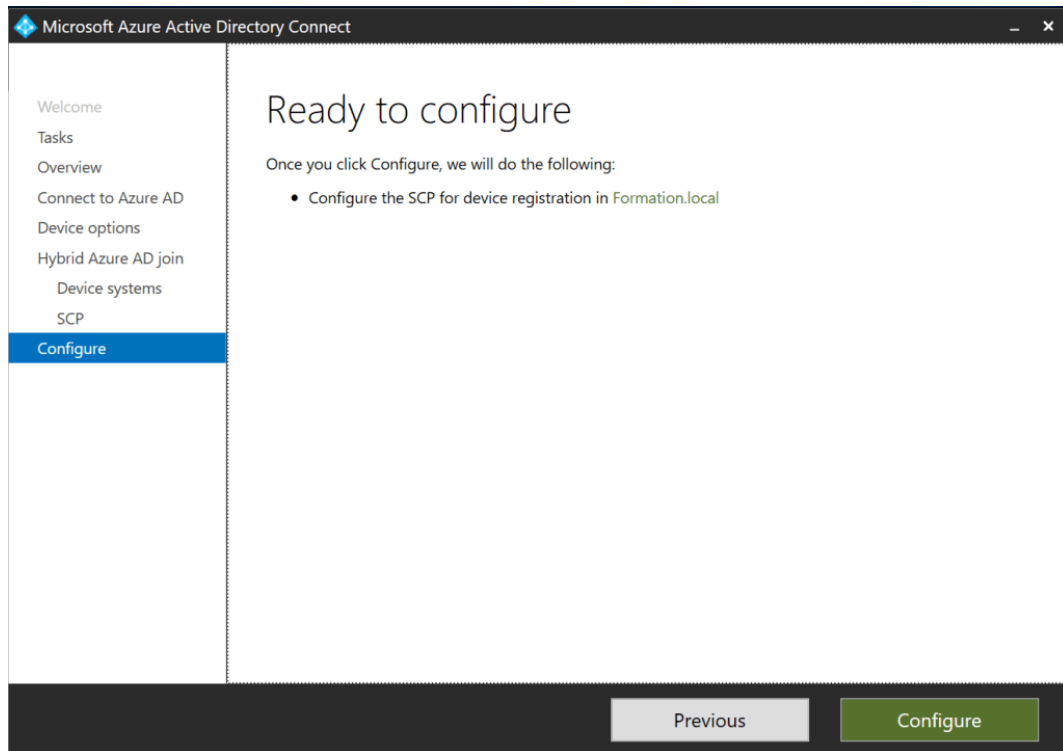 Microsoft Azure Active Directory Connect
Welcome
Tasks
Overview
Connect to Azure AD
Device options
Hybrid Azure AD join
Device systems
SCP
Configure
Ready to configure
Once you click Configure, we will do the following:
• Configure the SCP for device registration in Formation.local
Previous
Configure